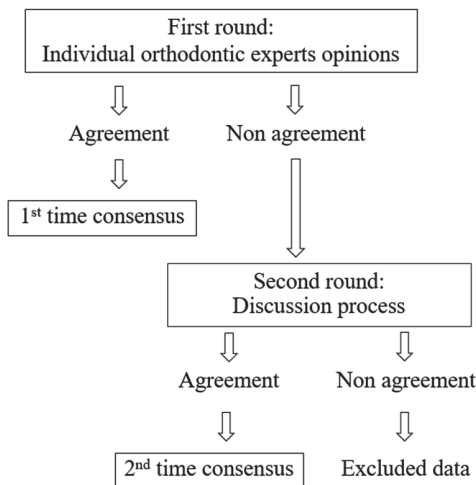 First round:
Individual orthodontic experts opinions
Agreement
Non agreement
1st time consensus
Second round:
Discussion process
Agreement
Non agreement
2nd time consensus
Excluded data